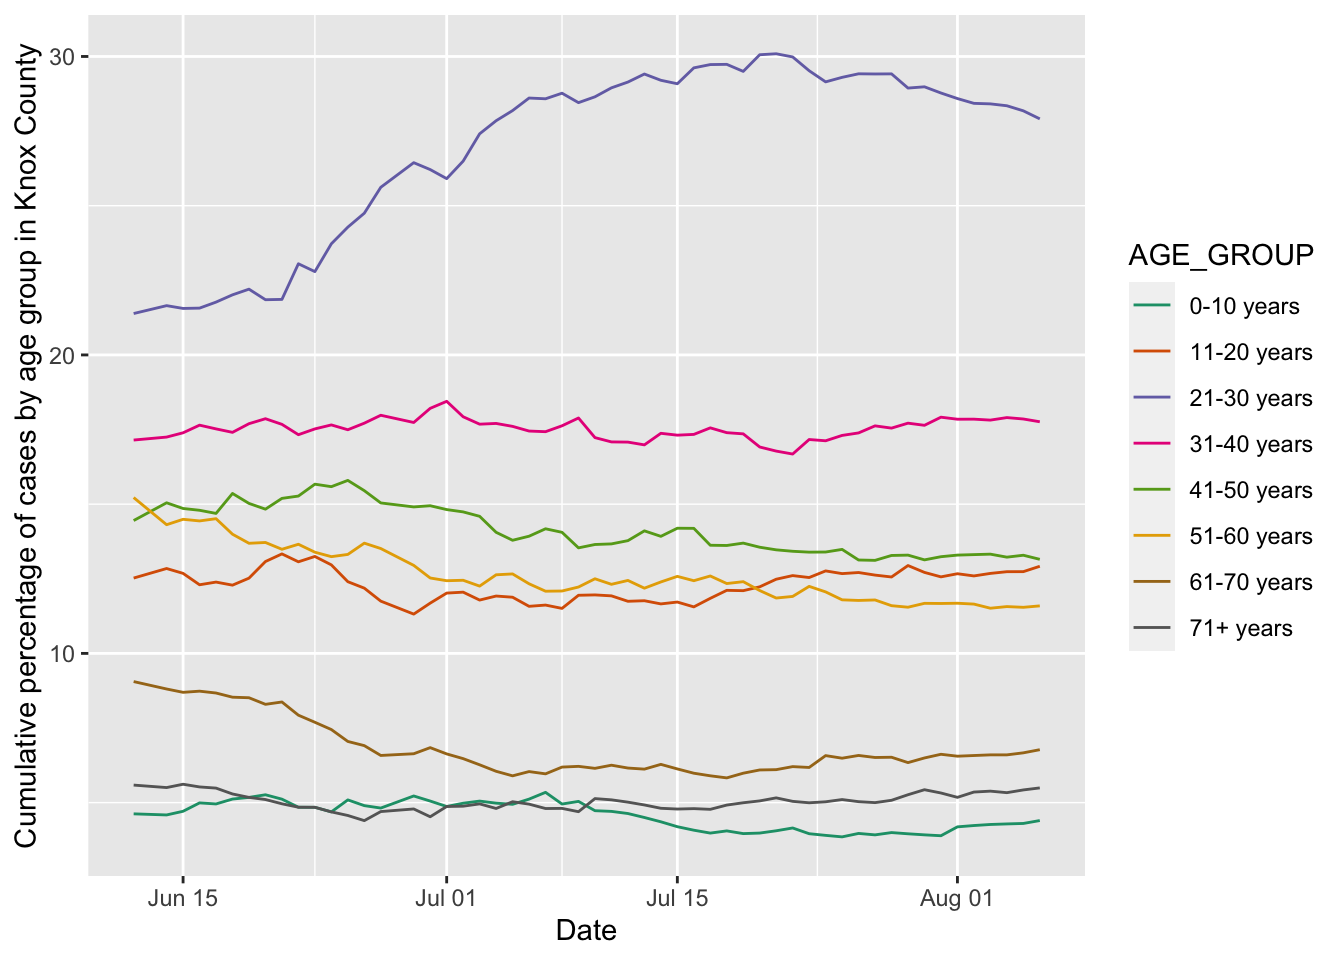 Cumulative percentage of cases by age group in Knox County
30
20
10
Jun 15
Jul 01
Jul 15
Aug 01
Date
AGE_GROUP
0-10 years
11-20 years
21-30 years
31-40 years
41-50 years
51-60 years
61-70 years
71+ years